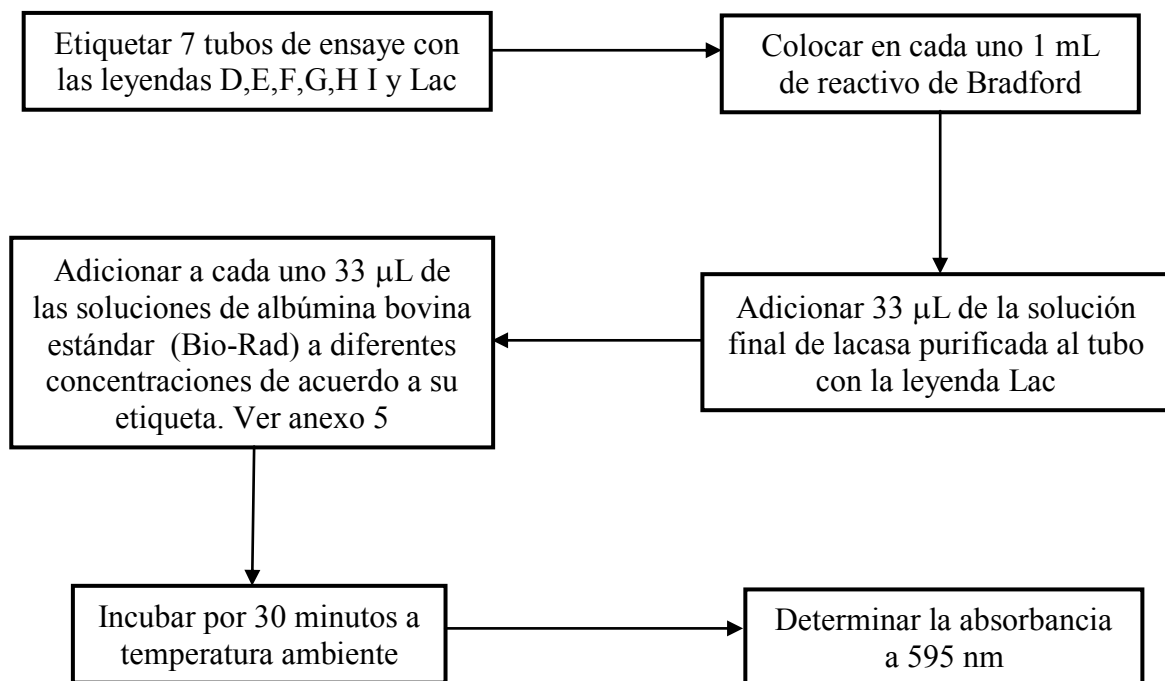 Etiquetar 7 tubos de ensaye con
las leyendas D,E,F,G,H I y Lac
Colocar en cada uno 1 mL
de reactivo de Bradford
Adicionar 33 μL de la solución
final de lacasa purificada al tubo
con la leyenda Lac
Adicionar a cada uno 33 μL de
las soluciones de albúmina bovina
estándar (Bio-Rad) a diferentes
concentraciones de acuerdo a su
etiqueta. Ver anexo 5
Incubar por 30 minutos a
temperatura ambiente
Determinar la absorbancia
a 595 nm